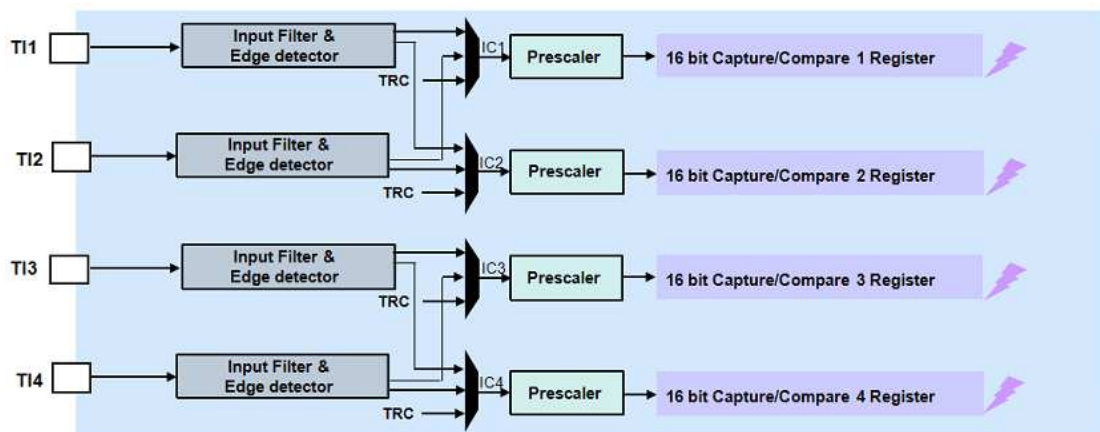 TI1
Input Filter &
Edge detector
TRC
IC1
Prescaler
16 bit Capture/Compare 1 Register
TI2
Input Filter &
Edge detector
TRC
IC2
Prescaler
16 bit Capture/Compare 2 Register
TI3
Input Filter &
Edge detector
TRC
IC3
Prescaler
16 bit Capture/Compare 3 Register
TI4
Input Filter &
Edge detector
TRC
IC4
Prescaler
16 bit Capture/Compare 4 Register